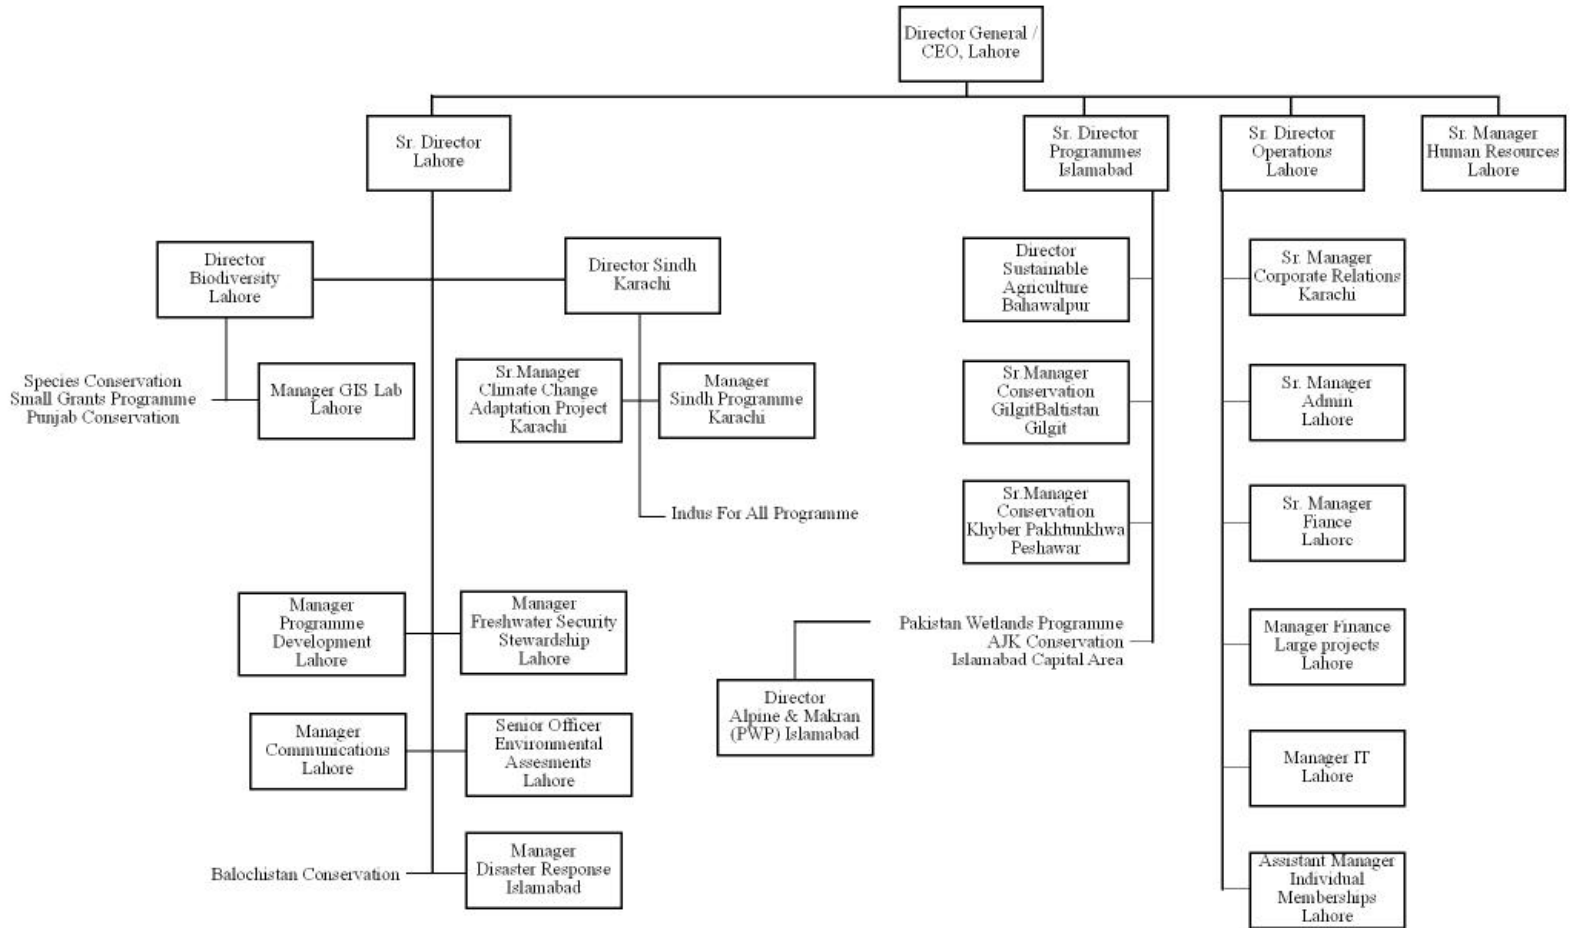 Director General /
CEO, Lahore
Sr. Director
Lahore
Sr. Director
Programmes
Islamabad
Sr. Director
Operations
Lahore
Sr. Manager
Human Resources
Lahore
Director
Biodiversity
Lahore
Director Sindh
Karachi
Species Conservation
Small Grants Programme
Punjab Conservation
Manager GIS Lab
Lahore
Sr.Manager
Climate Change
Adaptation Project
Karachi
Manager
Sindh Programme
Karachi
Indus For All Programme
Manager
Programme
Development
Lahore
Manager
Freshwater Security
Stewardship
Lahore
Manager
Communications
Lahore
Senior Officer
Environmental
Assesments
Lahore
Balochistan Conservation
Manager
Disaster Response
Islamabad
Director
Sustainable
Agriculture
Bahawalpur
Sr.Manager
Conservation
GilgitBaltistan
Gilgit
Sr.Manager
Conservation
Khyber Pakhtunkhwa
Peshawar
Pakistan Wetlands Programme
AJK Conservation
Islamabad Capital Area
Director
Alpine & Makran
(PWP) Islamabad
Sr. Manager
Corporate Relations
Karachi
Sr. Manager
Admin
Lahore
Sr. Manager
Fiance
Lahorc
Manager Finance
Large projects
Lahore
Manager IT
Lahore
Assistant Manager
Individual
Memberships
Lahore